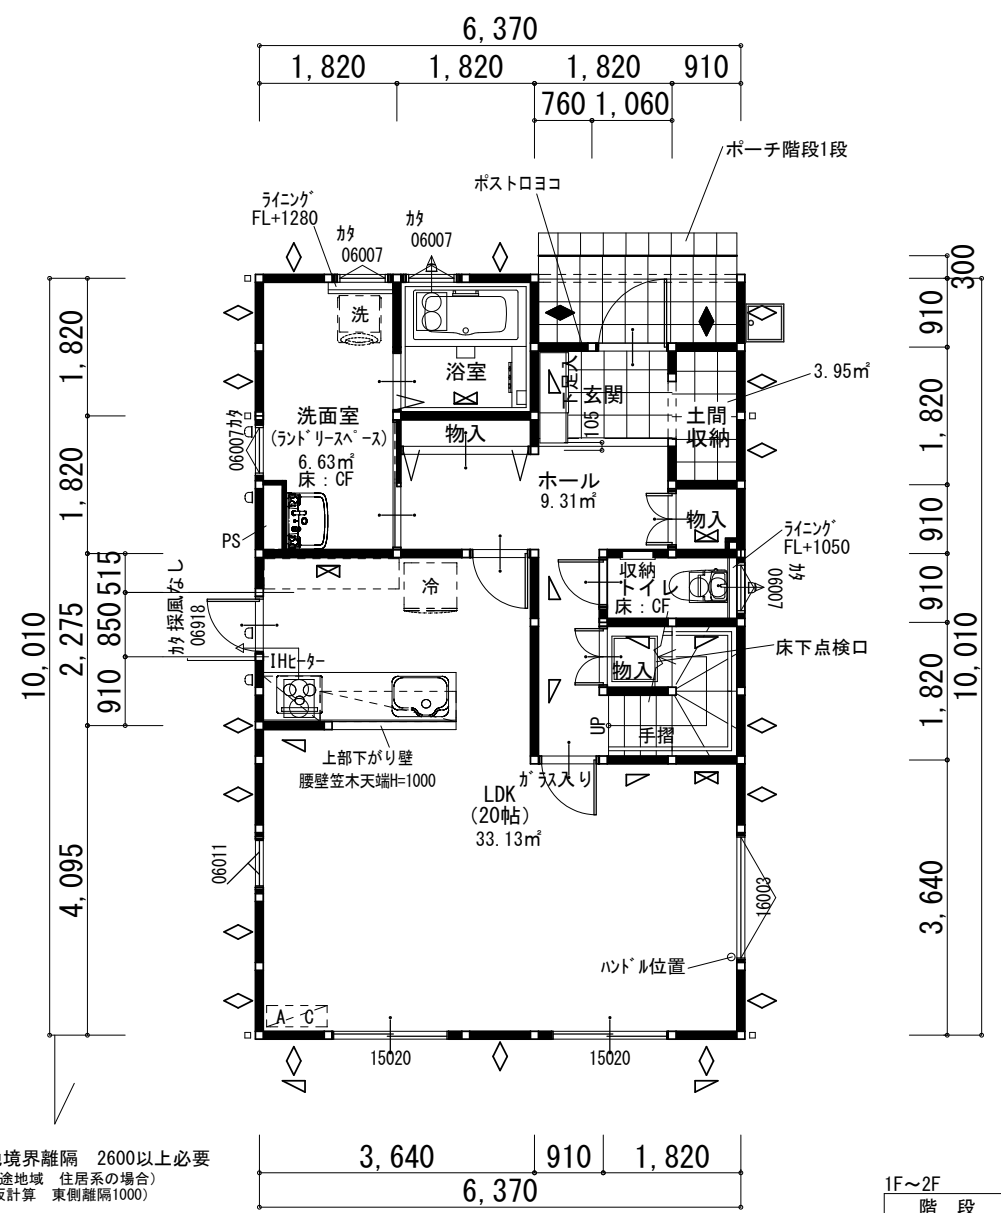 6,370
1,820
1,820
1,820
910
760
1,060
ポーチ階段1段
ポスト口ヨコ
ﾗｲﾆﾝｸﾞ
FL+1280
ｶﾀ
06007
ｶﾀ
06007
300
910
1,820
910
910
1,820
3,640
10,010
1,820
1,820
2,275
4,095
10,010
515
850
910
洗
浴室
下足入
玄関
105
3.95㎡
土間
収納
洗面室
(ﾗﾝﾄﾞﾘｰｽﾍﾟｰｽ)
6.63㎡
床：CF
06007ｶﾀ
物入
ホール
9.31㎡
物入
PS
ﾗｲﾆﾝｸﾞ
FL+1050
収納
トイレ
床：CF
ｶﾀ
06007
冷
ｶﾀ 採風なし
06918
IHﾋｰﾀｰ
物入
床下点検口
UP
手摺
上部下がり壁
腰壁笠木天端H=1000
ｶﾞﾗｽ入り
LDK
(20帖)
33.13㎡
06011
16003
ﾊﾝﾄﾞﾙ位置
A C
15020
15020
境界離隔　2600以上必要
途地域　住居系の場合)
計算　東側離隔1000)
3,640
910
1,820
6,370
1F～2F
階 段